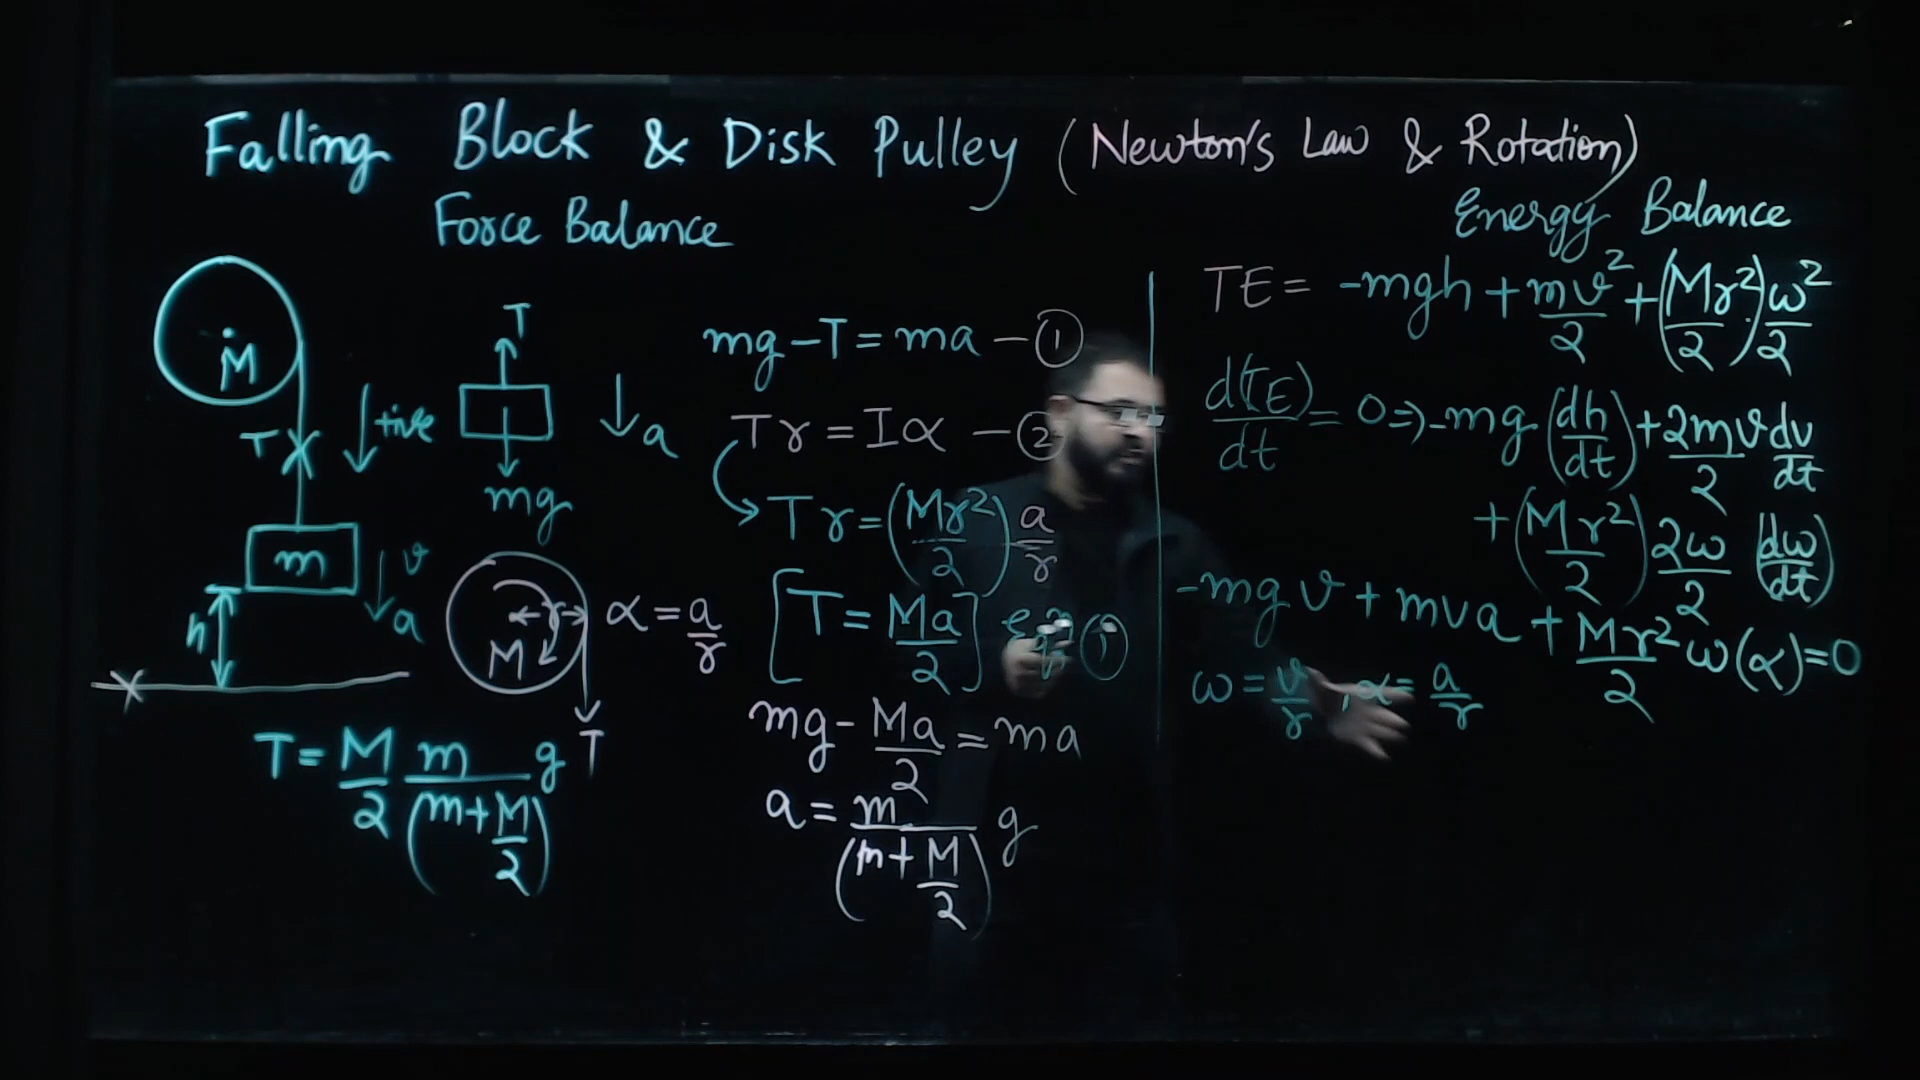 Falling Block & Disk Pulley (Newton's Law & Rotation)
Force Balance
M
T
+ive
m
v
a
h
T
mg
a
M
r
α = a/r
T
T = M/2 m/(m+M/2) g
mg - T = ma - ①
Tr = Iα - ②
Tr = (Mr²/2) a/r
[T = Ma/2] eqn ①
mg - Ma/2 = ma
a = m/(m+M/2) g
Energy Balance
TE = -mgh + mv²/2 + (Mr²/2) ω²/2
d(TE)/dt = 0 ⇒ -mg (dh/dt) + 2mv/2 dv/dt
+ (Mr²/2) 2ω/2 (dω/dt)
-mgv + mva + Mr²/2 ω(α) = 0
ω = v/r , α = a/r